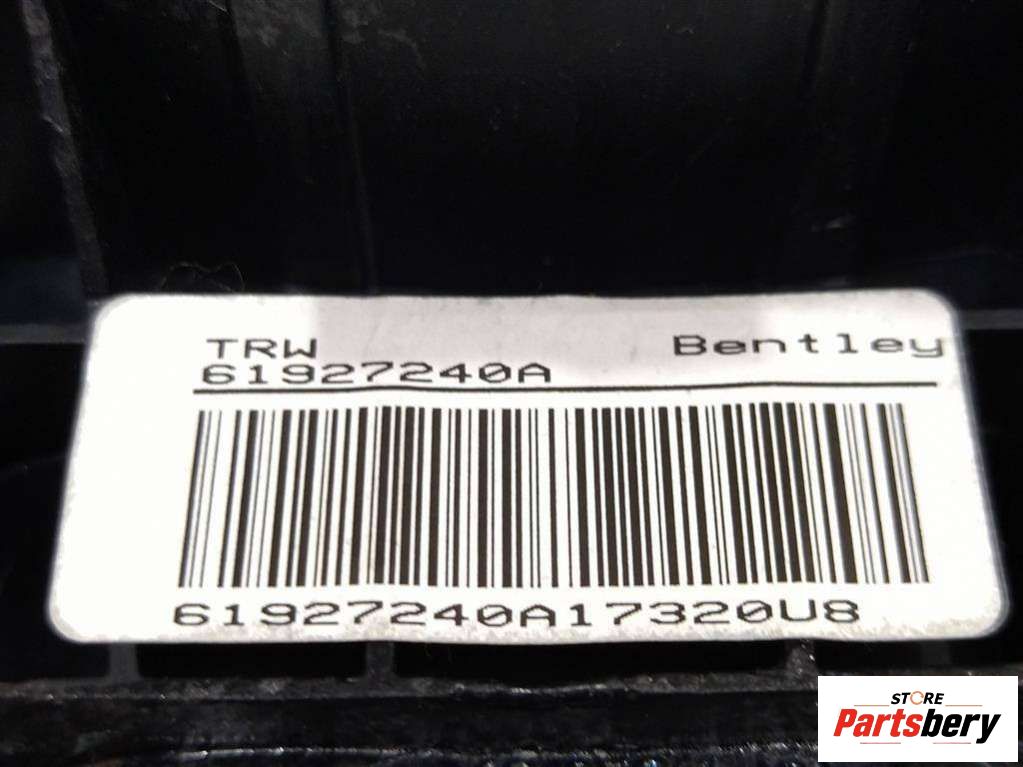 TRW Bentley
61927240A
61927240A17320U8
STORE
Partsbery